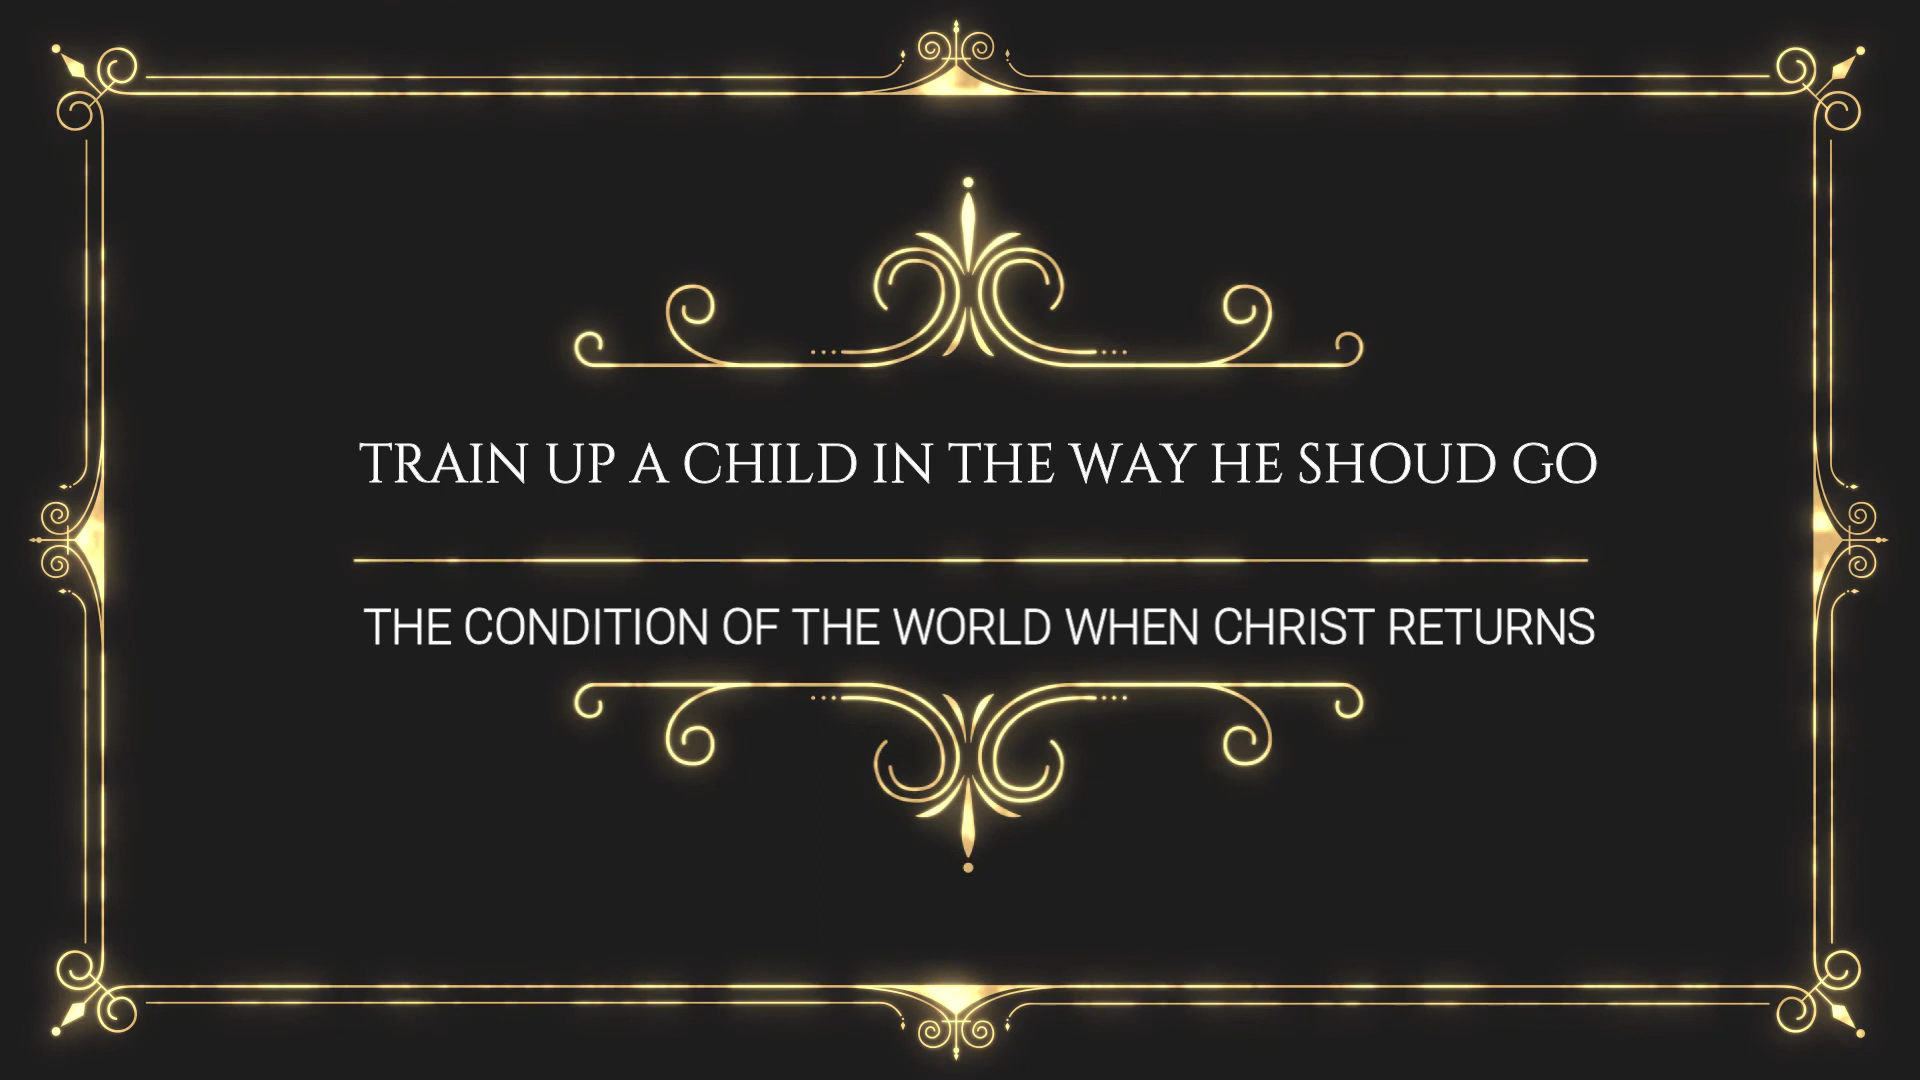 TRAIN UP A CHILD IN THE WAY HE SHOUD GO
THE CONDITION OF THE WORLD WHEN CHRIST RETURNS